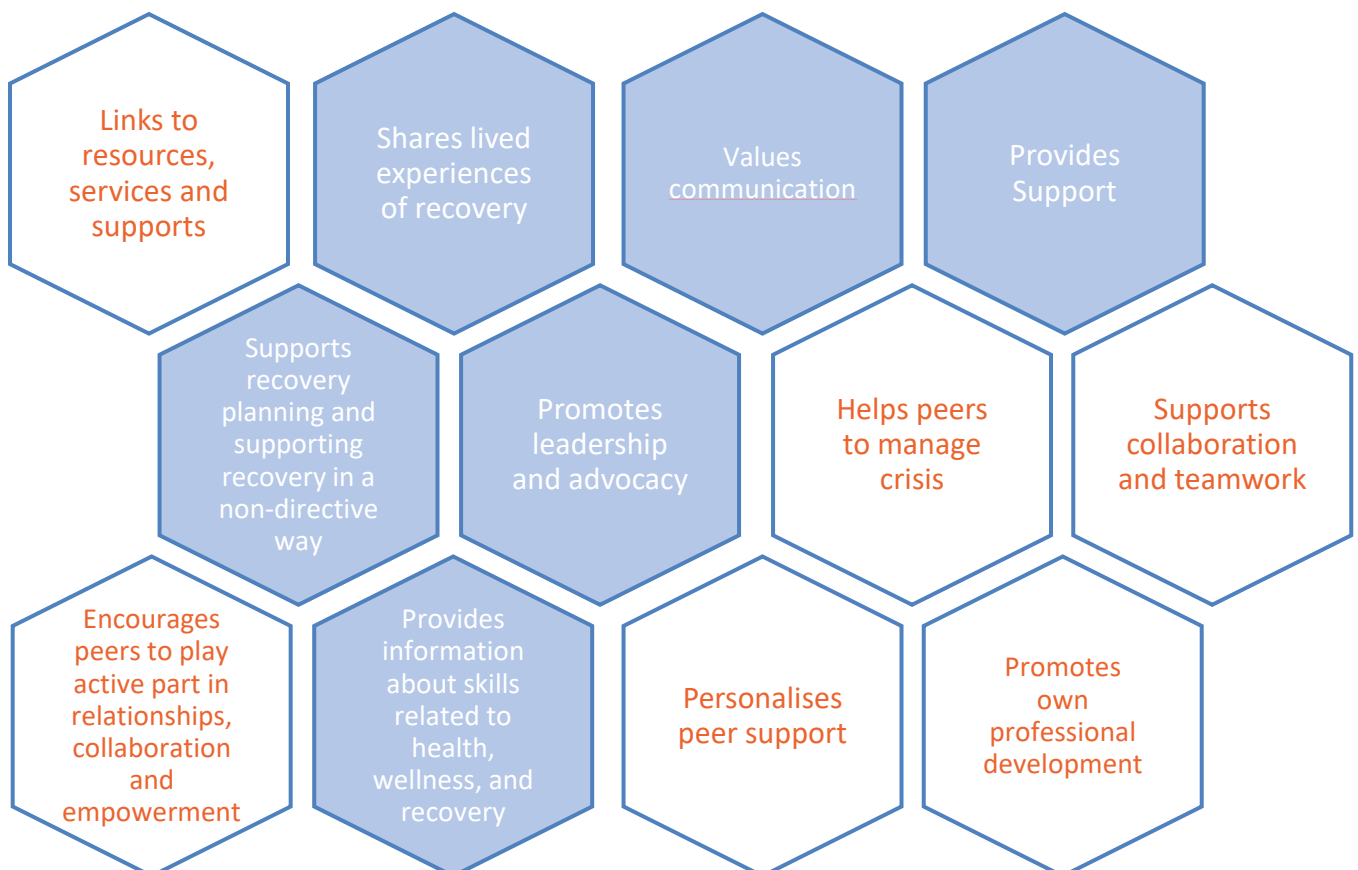 Links to
resources,
services and
supports
Shares lived
experiences
of recovery
Values
communication
Provides
Support
Supports
recovery
planning and
supporting
recovery in a
non-directive
way
Promotes
leadership
and advocacy
Helps peers
to manage
crisis
Supports
collaboration
and teamwork
Encourages
peers to play
active part in
relationships,
collaboration
and
empowerment
Provides
information
about skills
related to
health,
wellness, and
recovery
Personalises
peer support
Promotes
own
professional
development